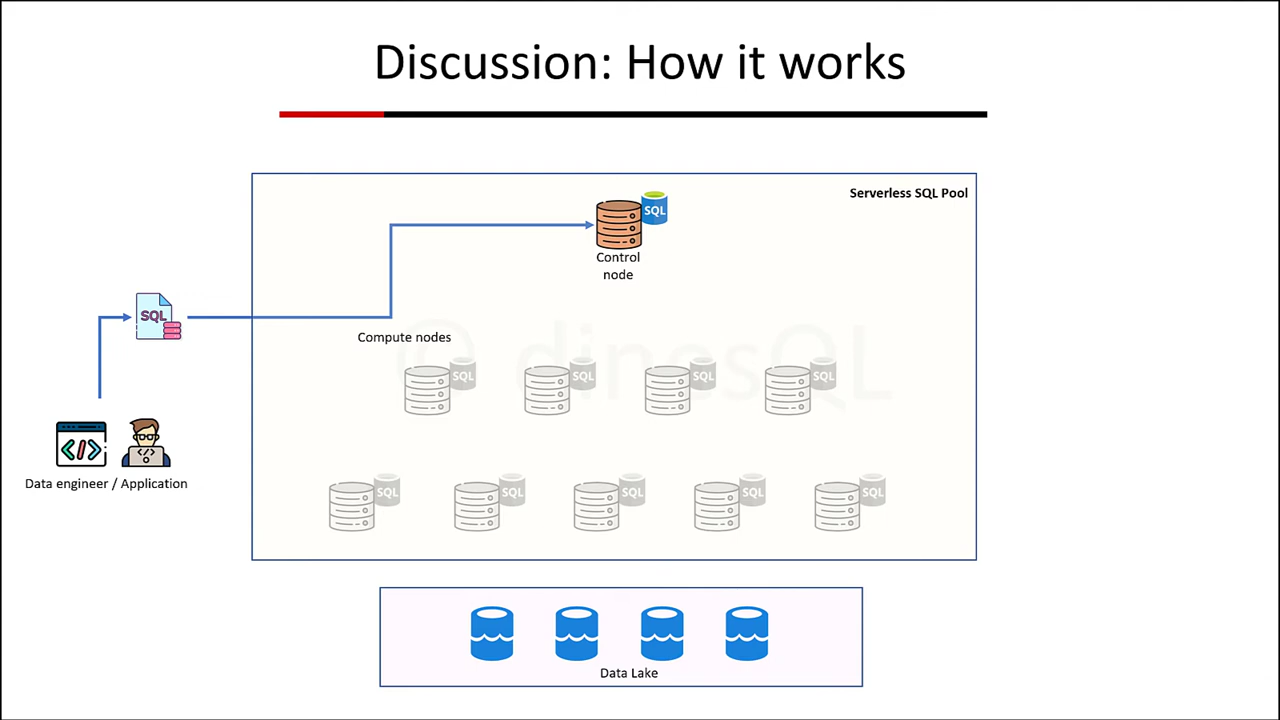 Discussion: How it works
Serverless SQL Pool
SQL
Control
node
SQL
Compute nodes
© dinesQL
SQL
SQL
SQL
SQL
Data engineer / Application
SQL
SQL
SQL
SQL
SQL
Data Lake